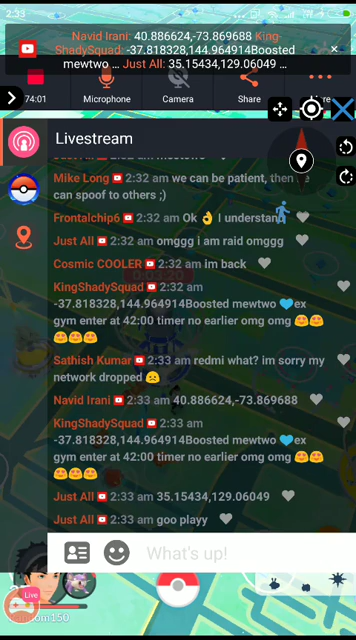 2.33
Navid Irani: 40.886624,-73.869688 King-
ShadySquad: -37.818328,144.964914Boosted
mewtwo ... Just All: 35.15434,129.06049 ...
74:01
Microphone
Camera
Share
Livestream
Mike Long 2:32 am we can be patient, then he
can spoof to others ;)
Frontalchip6 2:32 am Ok 👌 I understand
Just All 2:32 am omggg i am raid omggg
Cosmic COOLER 2:32 am im back
KingShadySquad 2:32 am
-37.818328,144.964914Boosted mewtwo 💙ex
gym enter at 42:00 timer no earlier omg omg 😍😍
😍😍😍
Sathish Kumar 2:33 am redmi what? im sorry my
network dropped ☹️
Navid Irani 2:33 am 40.886624,-73.869688
KingShadySquad 2:33 am
-37.818328,144.964914Boosted mewtwo 💙ex
gym enter at 42:00 timer no earlier omg omg 😍😍
😍😍😍
Just All 2:33 am 35.15434,129.06049
Just All 2:33 am goo playy
What's up!
Live